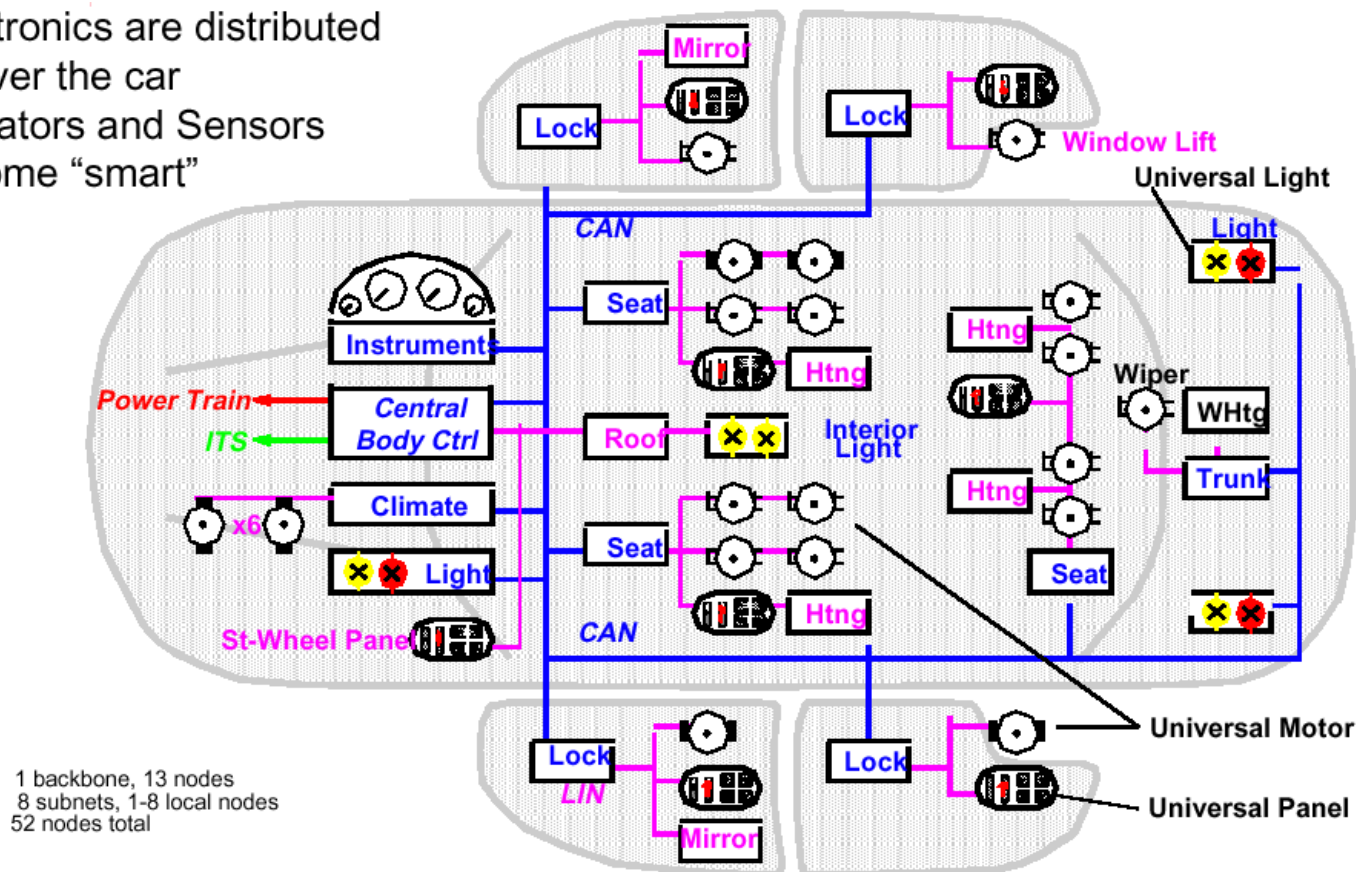 tronics are distributed
ver the car
ators and Sensors
ome “smart”
Mirror
Lock
Lock
Window Lift
Universal Light
CAN
Light
Seat
Instruments
Htng
Htng
Power Train
Central
Body Ctrl
ITS
Wiper
WHtg
Roof
Interior
Light
Climate
x6
Htng
Trunk
Seat
Light
Seat
St-Wheel Panel
Htng
CAN
Lock
LIN
Mirror
Lock
Universal Motor
Universal Panel
1 backbone, 13 nodes
8 subnets, 1-8 local nodes
52 nodes total